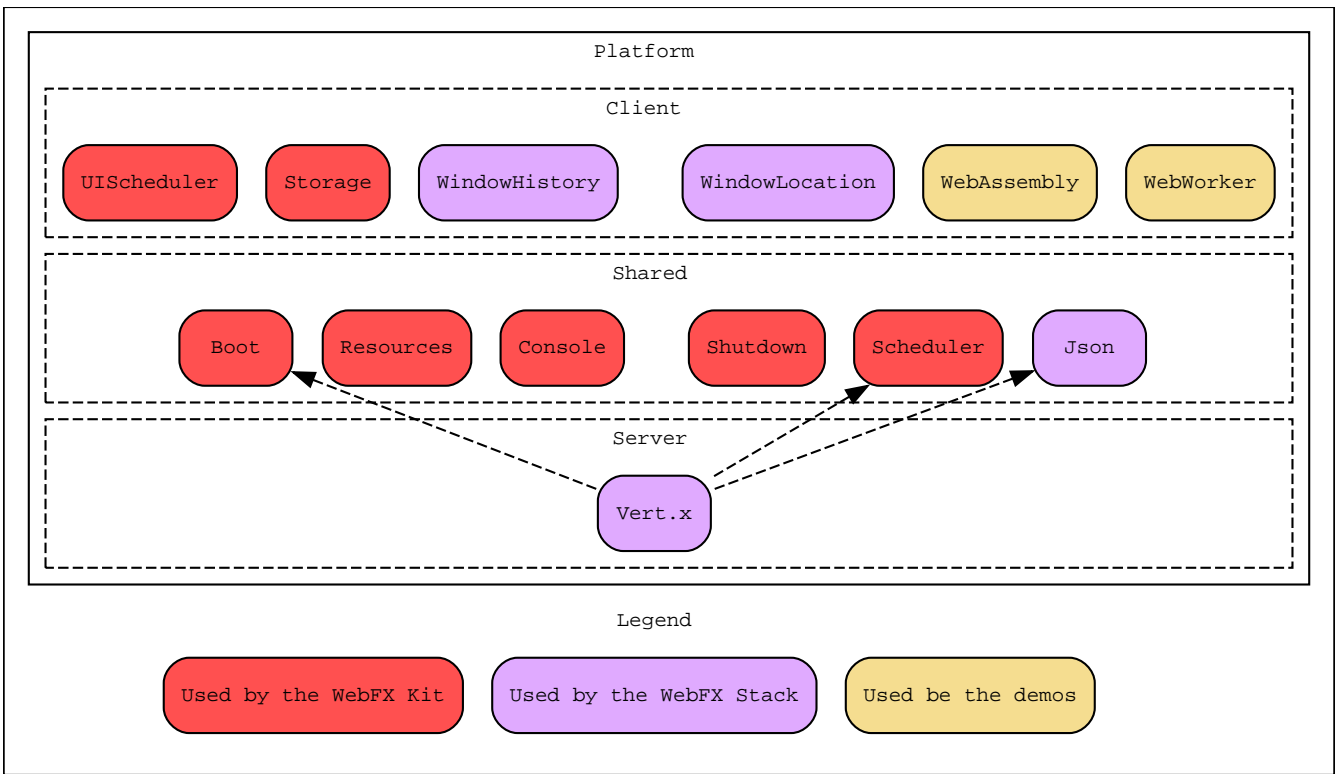 Platform
Client
UIScheduler
Storage
WindowHistory
WindowLocation
WebAssembly
WebWorker
Shared
Boot
Resources
Console
Shutdown
Scheduler
Json
Server
Vert.x
Legend
Used by the WebFX Kit
Used by the WebFX Stack
Used be the demos